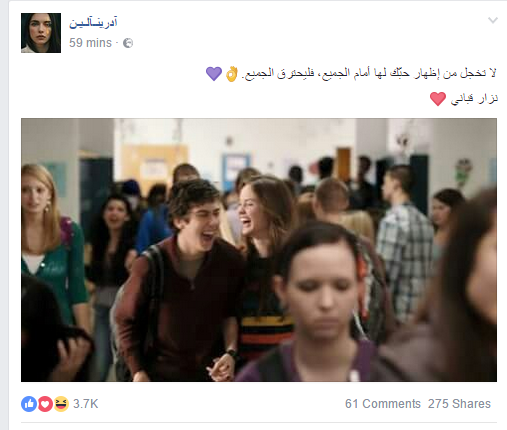 آدرينــآلـيـن
59 mins ·
لا تخجل من إظهار حبّك لها أمام الجميع، فليحترق الجميع. 👌💜
نزار قباني ❤
3.7K 61 Comments 275 Shares